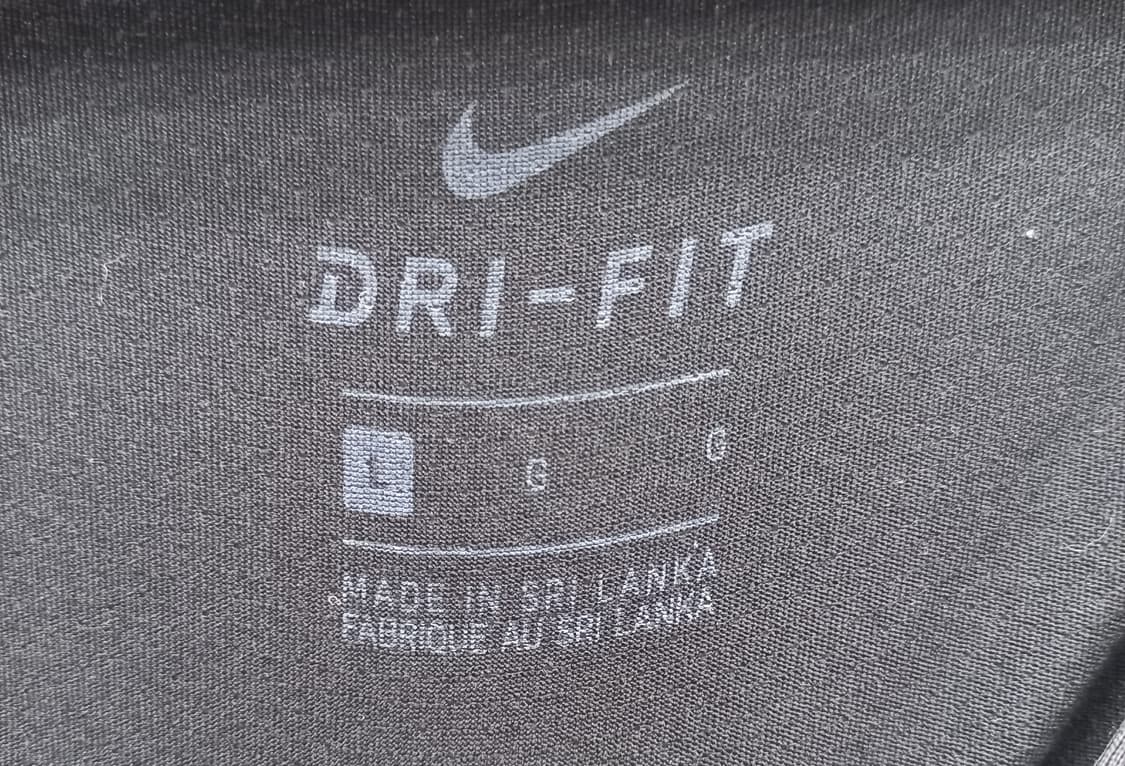 DRI-FIT
L G G
MADE IN SRI LANKA
FABRIQUE AU SRI LANKA